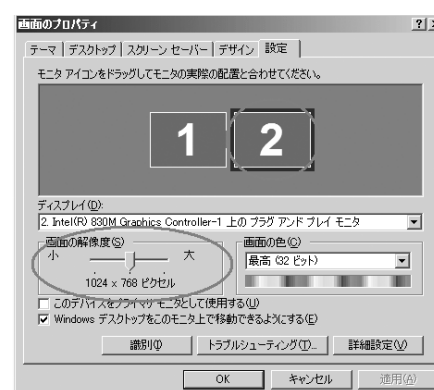 画面のプロパティ
テーマ デスクトップ スクリーン セーバー デザイン 設定
モニタ アイコンをドラッグしてモニタの実際の配置と合わせてください。
1 2
ディスプレイ(D):
2. Intel(R) 830M Graphics Controller-1 上の プラグ アンド プレイ モニタ
画面の解像度(S)
小 大
1024 x 768 ピクセル
画面の色(C)
最高 (32 ビット)
このデバイスをプライマリ モニタとして使用する(U)
Windows デスクトップをこのモニタ上で移動できるようにする(E)
識別(I) トラブルシューティング(T)... 詳細設定(V)
OK キャンセル 適用(A)